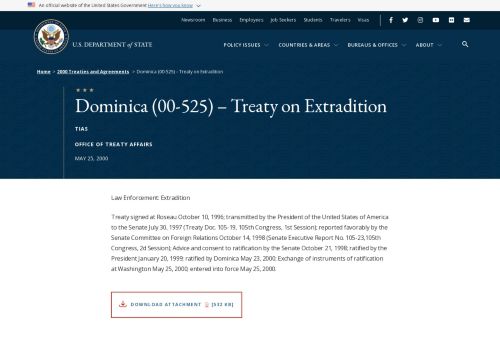 An official website of the United States Government Here's how you know
Newsroom Business Employees Job Seekers Students Travelers Visas
U.S. DEPARTMENT of STATE
POLICY ISSUES COUNTRIES & AREAS BUREAUS & OFFICES ABOUT
Home > 2000 Treaties and Agreements > Dominica (00-525) – Treaty on Extradition
Dominica (00-525) – Treaty on Extradition
TIAS
OFFICE OF TREATY AFFAIRS
MAY 25, 2000
Law Enforcement: Extradition
Treaty signed at Roseau October 10, 1996; transmitted by the President of the United States of America
to the Senate July 30, 1997 (Treaty Doc. 105-19, 105th Congress, 1st Session); reported favorably by the
Senate Committee on Foreign Relations October 14, 1998 (Senate Executive Report No. 105-23,105th
Congress, 2d Session); Advice and consent to ratification by the Senate October 21, 1998; ratified by the
President January 20, 1999; ratified by Dominica May 23, 2000; Exchange of instruments of ratification
at Washington May 25, 2000; entered into force May 25, 2000.
DOWNLOAD ATTACHMENT [532 KB]